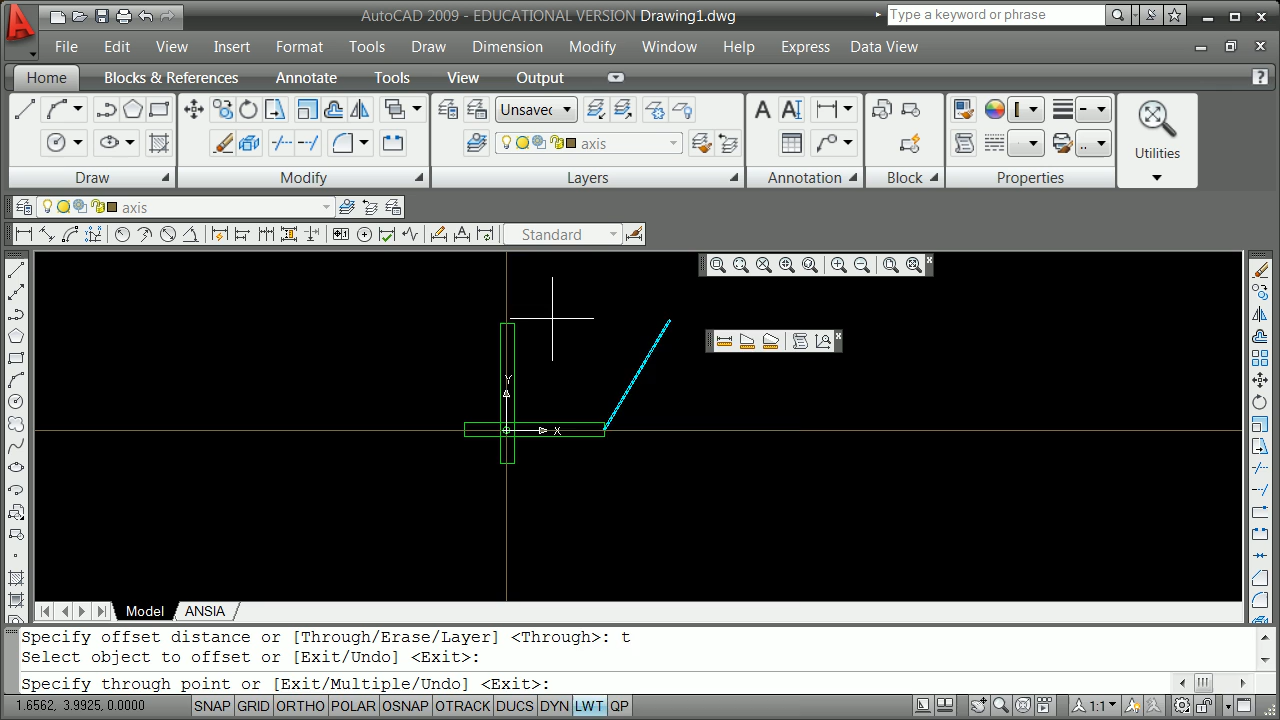 AutoCAD 2009 - EDUCATIONAL VERSION Drawing1.dwg
Type a keyword or phrase
File Edit View Insert Format Tools Draw Dimension Modify Window Help Express Data View
Home Blocks & References Annotate Tools View Output
Unsaved
axis
Utilities
Draw Modify Layers Annotation Block Properties
axis
Standard
Y
X
Model ANSIA
Specify offset distance or [Through/Erase/Layer] <Through>: t
Select object to offset or [Exit/Undo] <Exit>:
Specify through point or [Exit/Multiple/Undo] <Exit>:
1.6562, 3.9925, 0.0000 SNAP GRID ORTHO POLAR OSNAP OTRACK DUCS DYN LWT QP 1:1